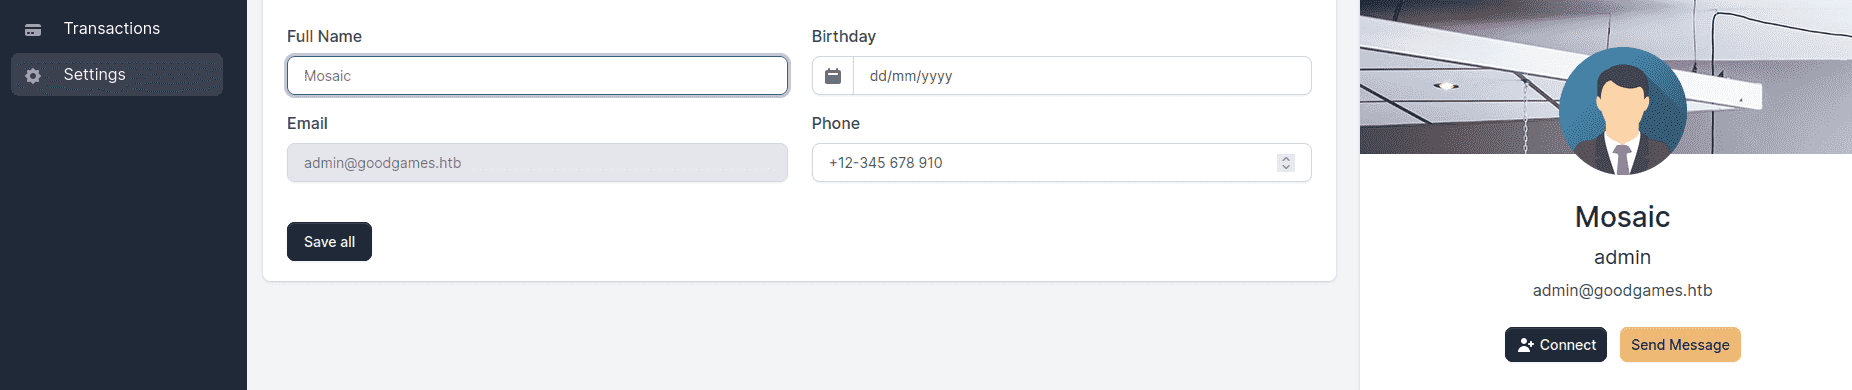 Transactions
Settings
Full Name
Mosaic
Birthday
dd/mm/yyyy
Email
admin@goodgames.htb
Phone
+12-345 678 910
Save all
Mosaic
admin
admin@goodgames.htb
Connect
Send Message